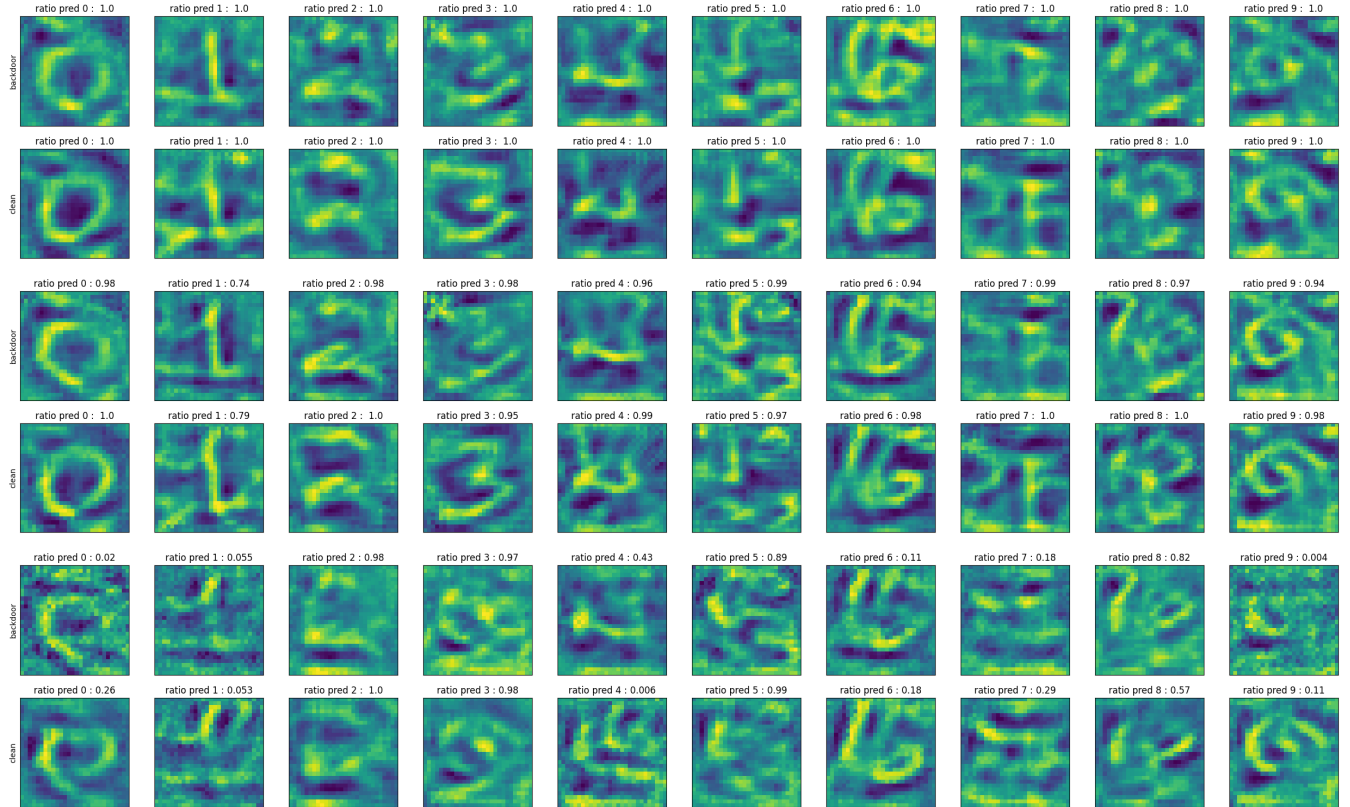 ratio pred 0 : 1.0 ratio pred 1 : 1.0 ratio pred 2 : 1.0 ratio pred 3 : 1.0 ratio pred 4 : 1.0 ratio pred 5 : 1.0 ratio pred 6 : 1.0 ratio pred 7 : 1.0 ratio pred 8 : 1.0 ratio pred 9 : 1.0
backdoor
ratio pred 0 : 1.0 ratio pred 1 : 1.0 ratio pred 2 : 1.0 ratio pred 3 : 1.0 ratio pred 4 : 1.0 ratio pred 5 : 1.0 ratio pred 6 : 1.0 ratio pred 7 : 1.0 ratio pred 8 : 1.0 ratio pred 9 : 1.0
clean
ratio pred 0 : 0.98 ratio pred 1 : 0.74 ratio pred 2 : 0.98 ratio pred 3 : 0.98 ratio pred 4 : 0.96 ratio pred 5 : 0.99 ratio pred 6 : 0.94 ratio pred 7 : 0.99 ratio pred 8 : 0.97 ratio pred 9 : 0.94
backdoor
ratio pred 0 : 1.0 ratio pred 1 : 0.79 ratio pred 2 : 1.0 ratio pred 3 : 0.95 ratio pred 4 : 0.99 ratio pred 5 : 0.97 ratio pred 6 : 0.98 ratio pred 7 : 1.0 ratio pred 8 : 1.0 ratio pred 9 : 0.98
clean
ratio pred 0 : 0.02 ratio pred 1 : 0.055 ratio pred 2 : 0.98 ratio pred 3 : 0.97 ratio pred 4 : 0.43 ratio pred 5 : 0.89 ratio pred 6 : 0.11 ratio pred 7 : 0.18 ratio pred 8 : 0.82 ratio pred 9 : 0.004
backdoor
ratio pred 0 : 0.26 ratio pred 1 : 0.053 ratio pred 2 : 1.0 ratio pred 3 : 0.98 ratio pred 4 : 0.006 ratio pred 5 : 0.99 ratio pred 6 : 0.18 ratio pred 7 : 0.29 ratio pred 8 : 0.57 ratio pred 9 : 0.11
clean